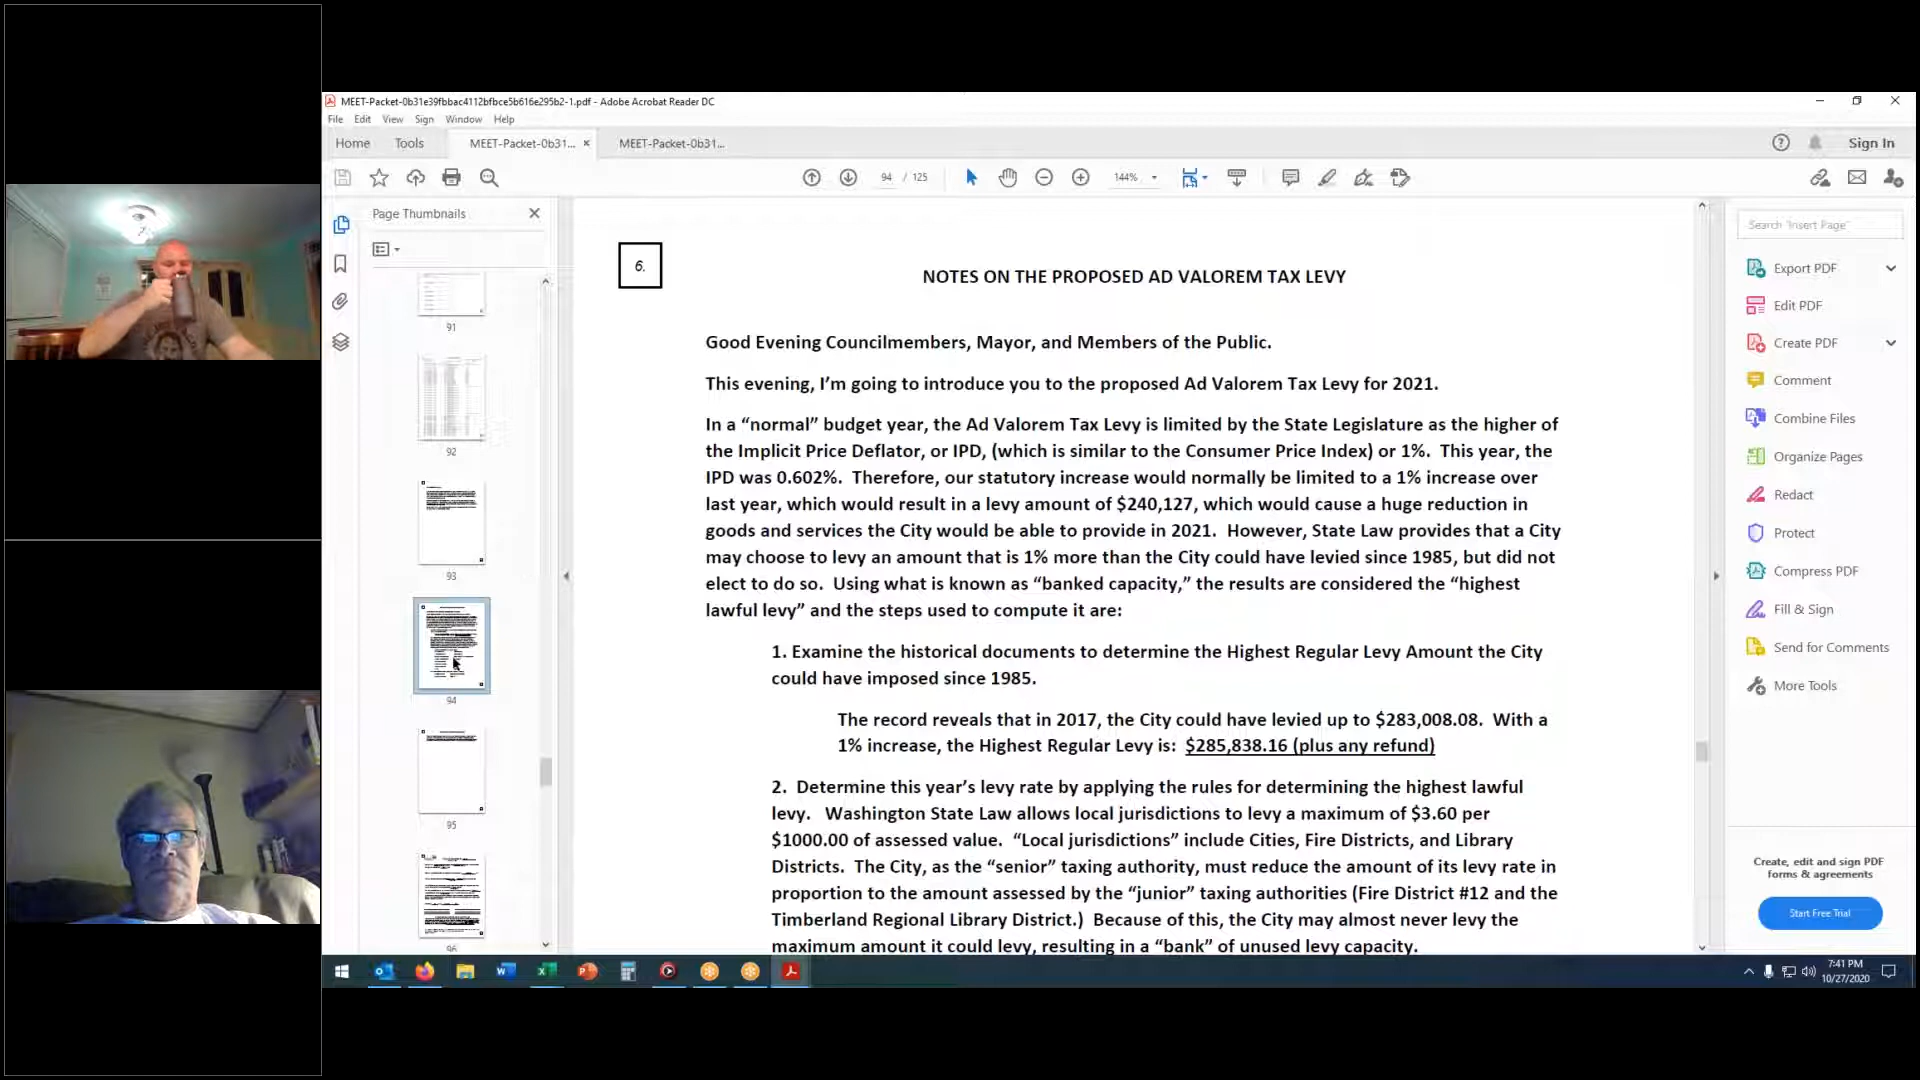 MEET-Packet-0b31e39fbbac4112bfbce5b616e295b2-1.pdf - Adobe Acrobat Reader DC
File Edit View Sign Window Help
Home Tools MEET-Packet-0b31... × MEET-Packet-0b31... Sign In
94 / 125 144%
Page Thumbnails
91
92
93
94
95
96
6.
NOTES ON THE PROPOSED AD VALOREM TAX LEVY
Good Evening Councilmembers, Mayor, and Members of the Public.
This evening, I'm going to introduce you to the proposed Ad Valorem Tax Levy for 2021.
In a "normal" budget year, the Ad Valorem Tax Levy is limited by the State Legislature as the higher of
the Implicit Price Deflator, or IPD, (which is similar to the Consumer Price Index) or 1%. This year, the
IPD was 0.602%. Therefore, our statutory increase would normally be limited to a 1% increase over
last year, which would result in a levy amount of $240,127, which would cause a huge reduction in
goods and services the City would be able to provide in 2021. However, State Law provides that a City
may choose to levy an amount that is 1% more than the City could have levied since 1985, but did not
elect to do so. Using what is known as "banked capacity," the results are considered the "highest
lawful levy" and the steps used to compute it are:
1. Examine the historical documents to determine the Highest Regular Levy Amount the City
could have imposed since 1985.
The record reveals that in 2017, the City could have levied up to $283,008.08. With a
1% increase, the Highest Regular Levy is: $285,838.16 (plus any refund)
2. Determine this year's levy rate by applying the rules for determining the highest lawful
levy. Washington State Law allows local jurisdictions to levy a maximum of $3.60 per
$1000.00 of assessed value. "Local jurisdictions" include Cities, Fire Districts, and Library
Districts. The City, as the "senior" taxing authority, must reduce the amount of its levy rate in
proportion to the amount assessed by the "junior" taxing authorities (Fire District #12 and the
Timberland Regional Library District.) Because of this, the City may almost never levy the
maximum amount it could levy, resulting in a "bank" of unused levy capacity.
Search "Insert Page"
Export PDF
Edit PDF
Create PDF
Comment
Combine Files
Organize Pages
Redact
Protect
Compress PDF
Fill & Sign
Send for Comments
More Tools
Create, edit and sign PDF
forms & agreements
Start Free Trial
7:41 PM
10/27/2020